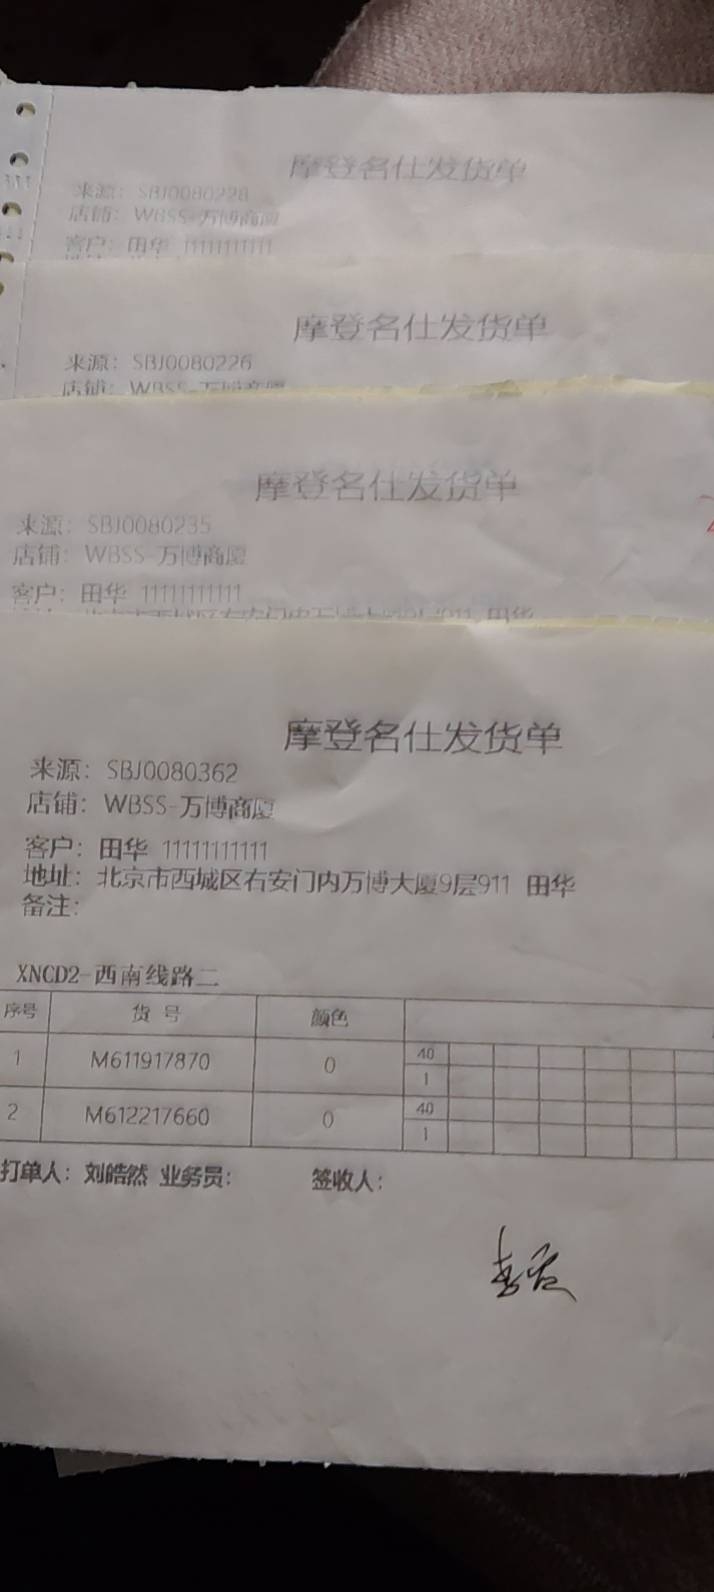 摩登名仕发货单
来源：SBJ0080228
店铺：WBSS-万博商厦
客户：田华 11111111111
摩登名仕发货单
来源：SBJ0080226
店铺：WBSS-万博商厦
摩登名仕发货单
来源：SBJ0080235
店铺：WBSS-万博商厦
客户：田华 11111111111
摩登名仕发货单
来源：SBJ0080362
店铺：WBSS-万博商厦
客户：田华 11111111111
地址：北京市西城区右安门内万博大厦9层911 田华
备注：
XNCD2-西南线路二
序号 货号 颜色
1 M611917870 0 40
1
2 M612217660 0 40
1
打单人：刘皓然 业务员： 签收人：